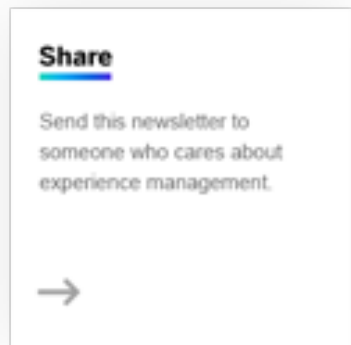 Share
Send this newsletter to
someone who cares about
experience management.